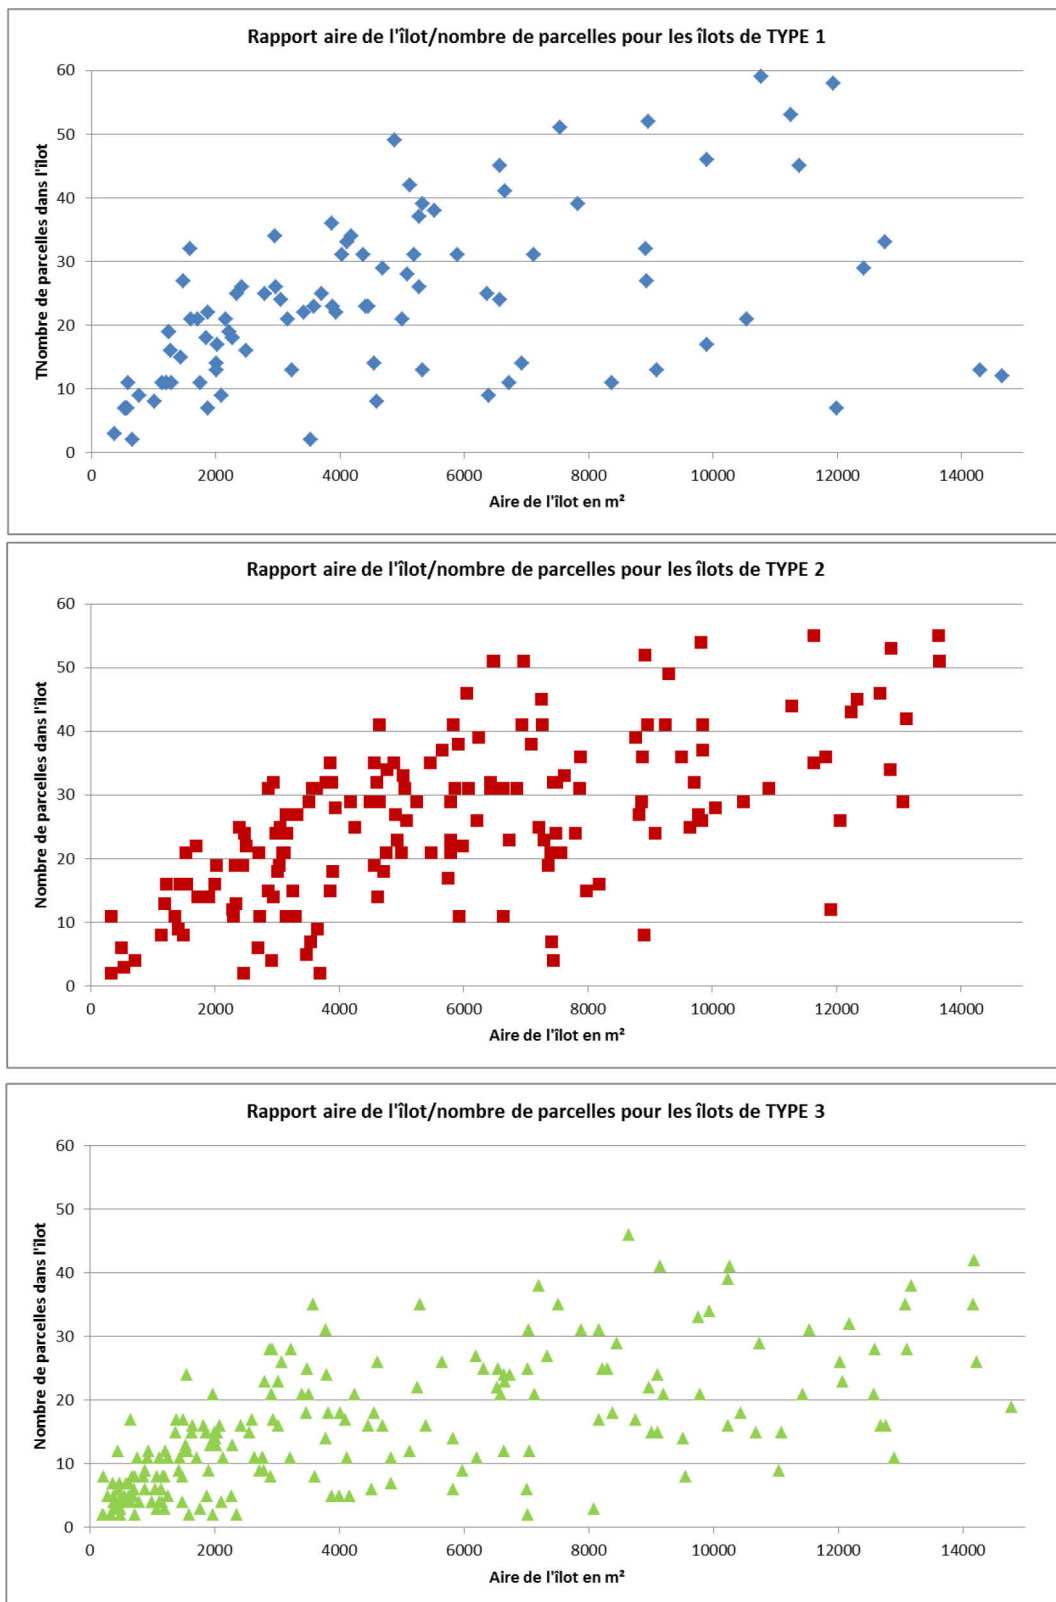 Rapport aire de l'îlot/nombre de parcelles pour les îlots de TYPE 1
60
50
40
30
20
10
0
TNombre de parcelles dans l'îlot
0 2000 4000 6000 8000 10000 12000 14000
Aire de l'îlot en m²
Rapport aire de l'îlot/nombre de parcelles pour les îlots de TYPE 2
60
50
40
30
20
10
0
Nombre de parcelles dans l'îlot
0 2000 4000 6000 8000 10000 12000 14000
Aire de l'îlot en m²
Rapport aire de l'îlot/nombre de parcelles pour les îlots de TYPE 3
60
50
40
30
20
10
0
Nombre de parcelles dans l'îlot
0 2000 4000 6000 8000 10000 12000 14000
Aire de l'îlot en m²